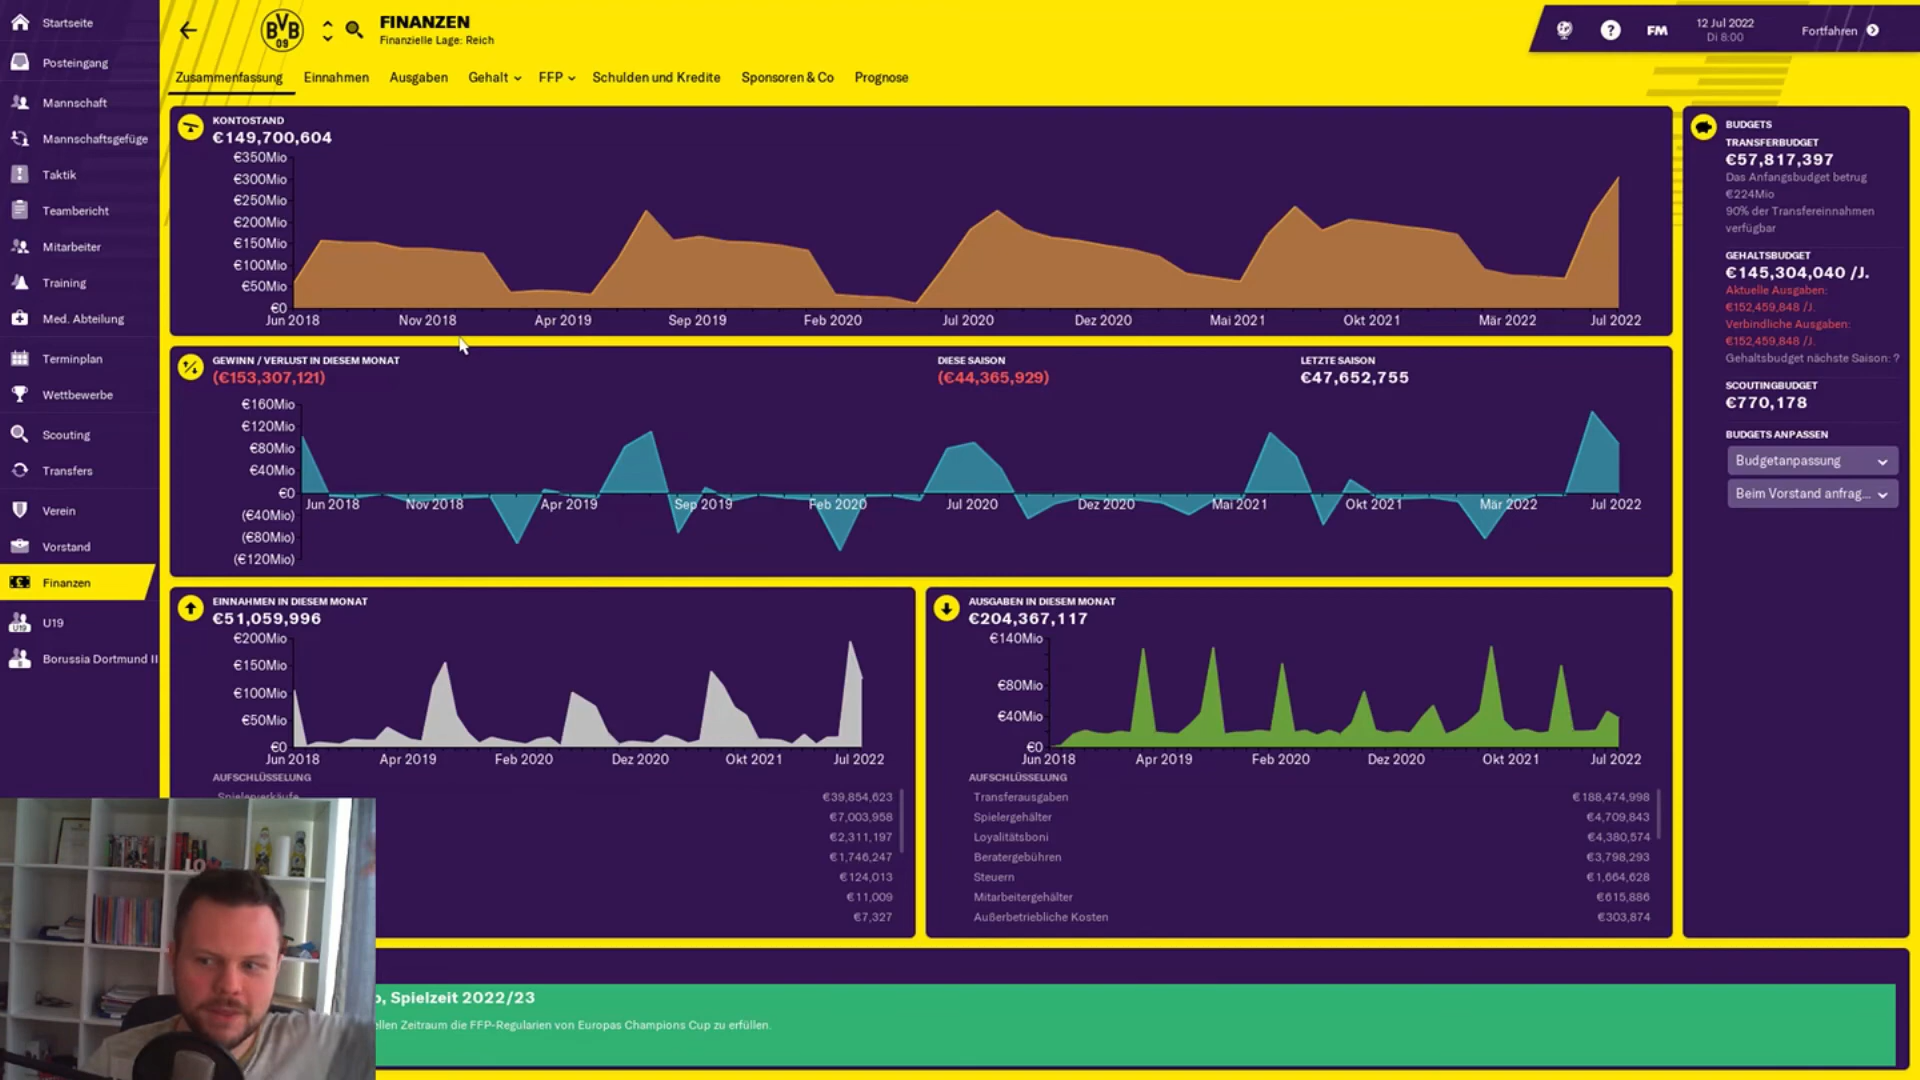 Startseite
Posteingang
Mannschaft
Mannschaftsgefüge
Taktik
Teambericht
Mitarbeiter
Training
Med. Abteilung
Terminplan
Wettbewerbe
Scouting
Transfers
Verein
Vorstand
Finanzen
U19
U19
Borussia Dortmund II
BVB
09
FINANZEN
Finanzielle Lage: Reich
FM
12 Jul 2022
Di 8:00
Fortfahren
Zusammenfassung
Einnahmen
Ausgaben
Gehalt
FFP
Schulden und Kredite
Sponsoren & Co
Prognose
KONTOSTAND
€149,700,604
€350Mio
€300Mio
€250Mio
€200Mio
€150Mio
€100Mio
€50Mio
€0
Jun 2018
Nov 2018
Apr 2019
Sep 2019
Feb 2020
Jul 2020
Dez 2020
Mai 2021
Okt 2021
Mär 2022
Jul 2022
GEWINN / VERLUST IN DIESEM MONAT
(€153,307,121)
DIESE SAISON
(€44,365,929)
LETZTE SAISON
€47,652,755
€160Mio
€120Mio
€80Mio
€40Mio
€0
(€40Mio)
(€80Mio)
(€120Mio)
Jun 2018
Nov 2018
Apr 2019
Sep 2019
Feb 2020
Jul 2020
Dez 2020
Mai 2021
Okt 2021
Mär 2022
Jul 2022
EINNAHMEN IN DIESEM MONAT
€51,059,996
€200Mio
€150Mio
€100Mio
€50Mio
€0
Jun 2018
Apr 2019
Feb 2020
Dez 2020
Okt 2021
Jul 2022
AUFSCHLÜSSELUNG
Spielerverkäufe
€39,854,623
€7,003,958
€2,311,197
€1,746,247
€124,013
€11,009
€7,327
AUSGABEN IN DIESEM MONAT
€204,367,117
€140Mio
€80Mio
€40Mio
€0
Jun 2018
Apr 2019
Feb 2020
Dez 2020
Okt 2021
Jul 2022
AUFSCHLÜSSELUNG
Transferausgaben €188,474,998
Spielergehälter €4,709,843
Loyalitätsboni €4,380,574
Beratergebühren €3,798,293
Steuern €1,664,628
Mitarbeitergehälter €615,886
Außerbetriebliche Kosten €303,874
BUDGETS
TRANSFERBUDGET
€57,817,397
Das Anfangsbudget betrug
€224Mio
90% der Transfereinnahmen
verfügbar
GEHALTSBUDGET
€145,304,040 /J.
Aktuelle Ausgaben:
€152,459,848 /J.
Verbindliche Ausgaben:
€152,459,848 /J.
Gehaltsbudget nächste Saison: ?
SCOUTINGBUDGET
€770,178
BUDGETS ANPASSEN
Budgetanpassung
Beim Vorstand anfrag...
, Spielzeit 2022/23
ellen Zeitraum die FFP-Regularien von Europas Champions Cup zu erfüllen.